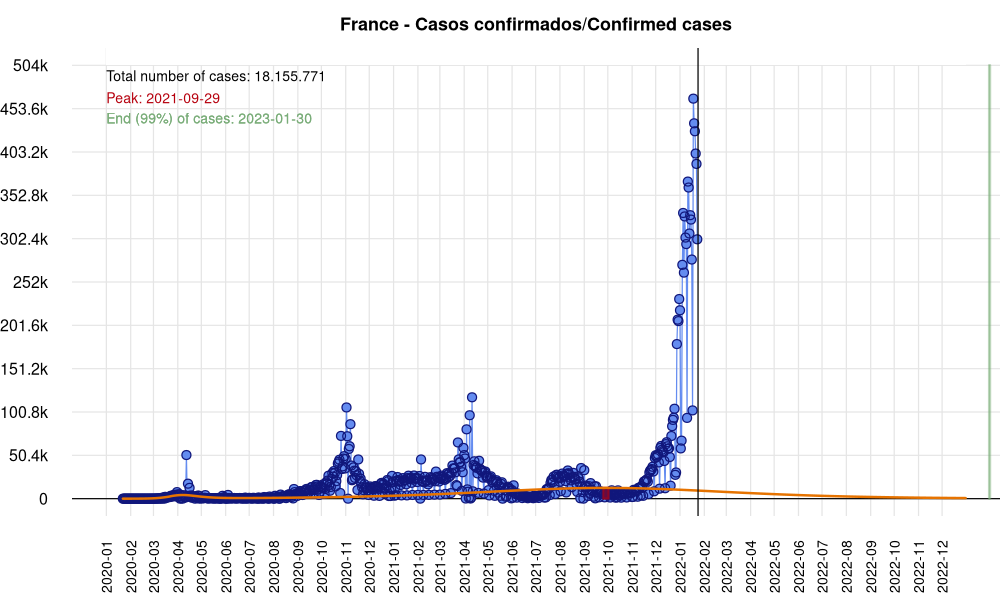 France - Casos confirmados/Confirmed cases
Total number of cases: 18.155.771
Peak: 2021-09-29
End (99%) of cases: 2023-01-30
504k
453.6k
403.2k
352.8k
302.4k
252k
201.6k
151.2k
100.8k
50.4k
0
2020-01
2020-02
2020-03
2020-04
2020-05
2020-06
2020-07
2020-08
2020-09
2020-10
2020-11
2020-12
2021-01
2021-02
2021-03
2021-04
2021-05
2021-06
2021-07
2021-08
2021-09
2021-10
2021-11
2021-12
2022-01
2022-02
2022-03
2022-04
2022-05
2022-06
2022-07
2022-08
2022-09
2022-10
2022-11
2022-12